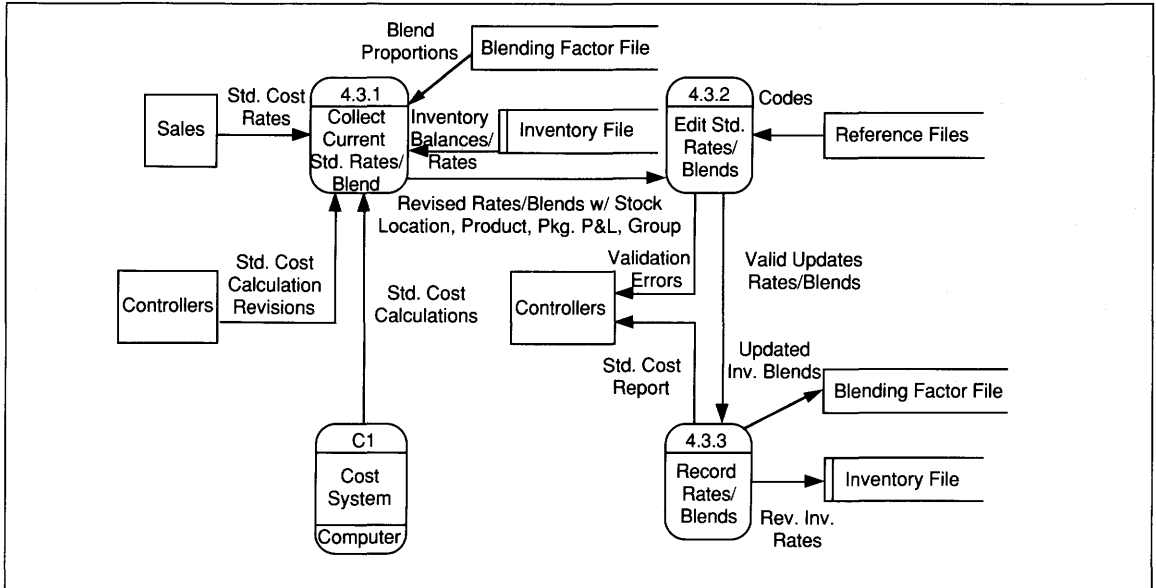 Blend
Proportions
Blending Factor File
Sales
Std. Cost
Rates
4.3.1
Collect
Current
Std. Rates/
Blend
Inventory
Balances/
Rates
Inventory File
4.3.2
Edit Std.
Rates/
Blends
Codes
Reference Files
Revised Rates/Blends w/ Stock
Location, Product, Pkg. P&L, Group
Controllers
Std. Cost
Calculation
Revisions
Std. Cost
Calculations
Validation
Errors
Controllers
Valid Updates
Rates/Blends
Std. Cost
Report
Updated
Inv. Blends
Blending Factor File
C1
Cost
System
Computer
4.3.3
Record
Rates/
Blends
Inventory File
Rev. Inv.
Rates